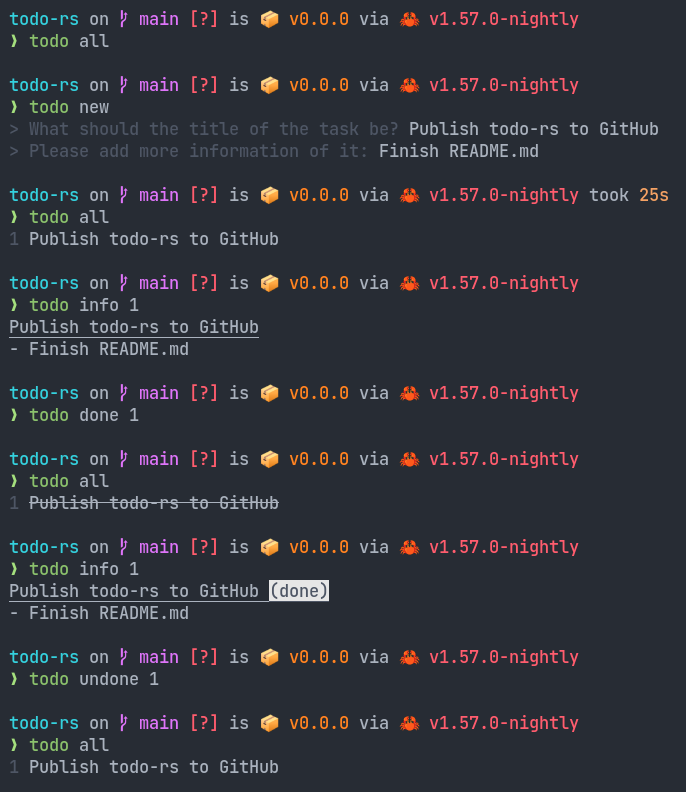 todo-rs on main [?] is 📦 v0.0.0 via 🦀 v1.57.0-nightly
❱ todo all
todo-rs on main [?] is 📦 v0.0.0 via 🦀 v1.57.0-nightly
❱ todo new
> What should the title of the task be? Publish todo-rs to GitHub
> Please add more information of it: Finish README.md
todo-rs on main [?] is 📦 v0.0.0 via 🦀 v1.57.0-nightly took 25s
❱ todo all
1 Publish todo-rs to GitHub
todo-rs on main [?] is 📦 v0.0.0 via 🦀 v1.57.0-nightly
❱ todo info 1
Publish todo-rs to GitHub
- Finish README.md
todo-rs on main [?] is 📦 v0.0.0 via 🦀 v1.57.0-nightly
❱ todo done 1
todo-rs on main [?] is 📦 v0.0.0 via 🦀 v1.57.0-nightly
❱ todo all
1 Publish todo-rs to GitHub
todo-rs on main [?] is 📦 v0.0.0 via 🦀 v1.57.0-nightly
❱ todo info 1
Publish todo-rs to GitHub (done)
- Finish README.md
todo-rs on main [?] is 📦 v0.0.0 via 🦀 v1.57.0-nightly
❱ todo undone 1
todo-rs on main [?] is 📦 v0.0.0 via 🦀 v1.57.0-nightly
❱ todo all
1 Publish todo-rs to GitHub